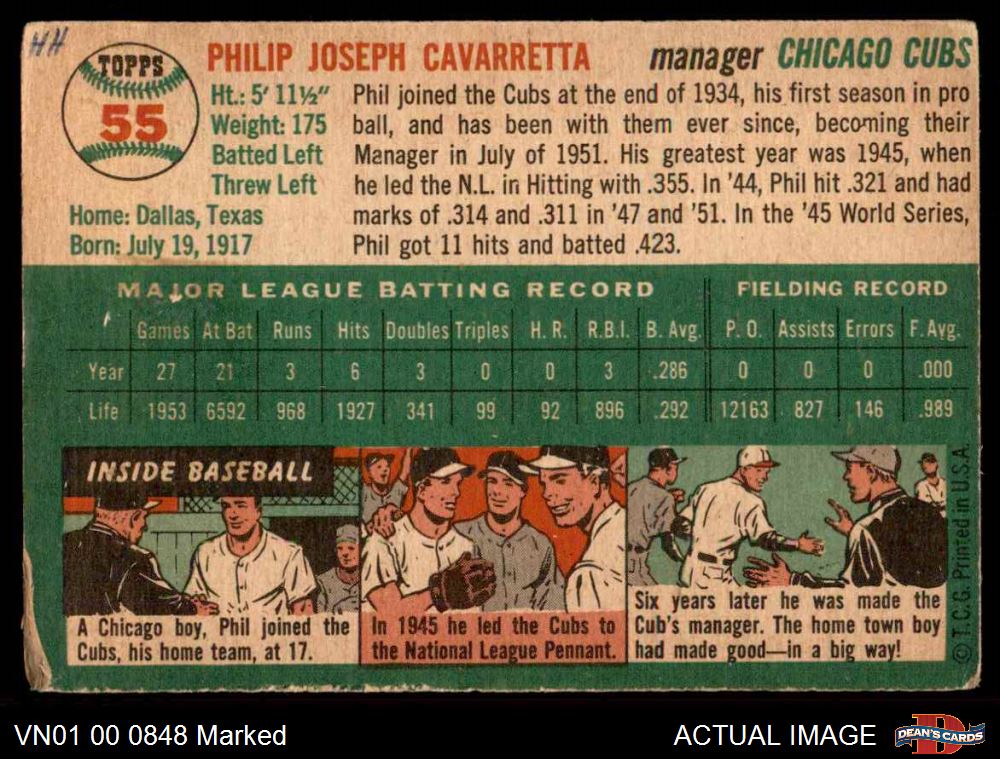 HH
TOPPS
55
PHILIP JOSEPH CAVARRETTA manager CHICAGO CUBS
Ht.: 5' 11½"
Weight: 175
Batted Left
Threw Left
Home: Dallas, Texas
Born: July 19, 1917
Phil joined the Cubs at the end of 1934, his first season in pro
ball, and has been with them ever since, becoming their
Manager in July of 1951. His greatest year was 1945, when
he led the N.L. in Hitting with .355. In '44, Phil hit .321 and had
marks of .314 and .311 in '47 and '51. In the '45 World Series,
Phil got 11 hits and batted .423.
MAJOR LEAGUE BATTING RECORD FIELDING RECORD
Games At Bat Runs Hits Doubles Triples H. R. R.B.I. B. Avg. P. O. Assists Errors F. Avg.
Year 27 21 3 6 3 0 0 3 .286 0 0 0 .000
Life 1953 6592 968 1927 341 99 92 896 .292 12163 827 146 .989
INSIDE BASEBALL
A Chicago boy, Phil joined the
Cubs, his home team, at 17.
In 1945 he led the Cubs to
the National League Pennant.
Six years later he was made the
Cub's manager. The home town boy
had made good—in a big way!
© T.C.G. Printed in U.S.A.
VN01 00 0848 Marked
ACTUAL IMAGE
D
DEAN'S CARDS